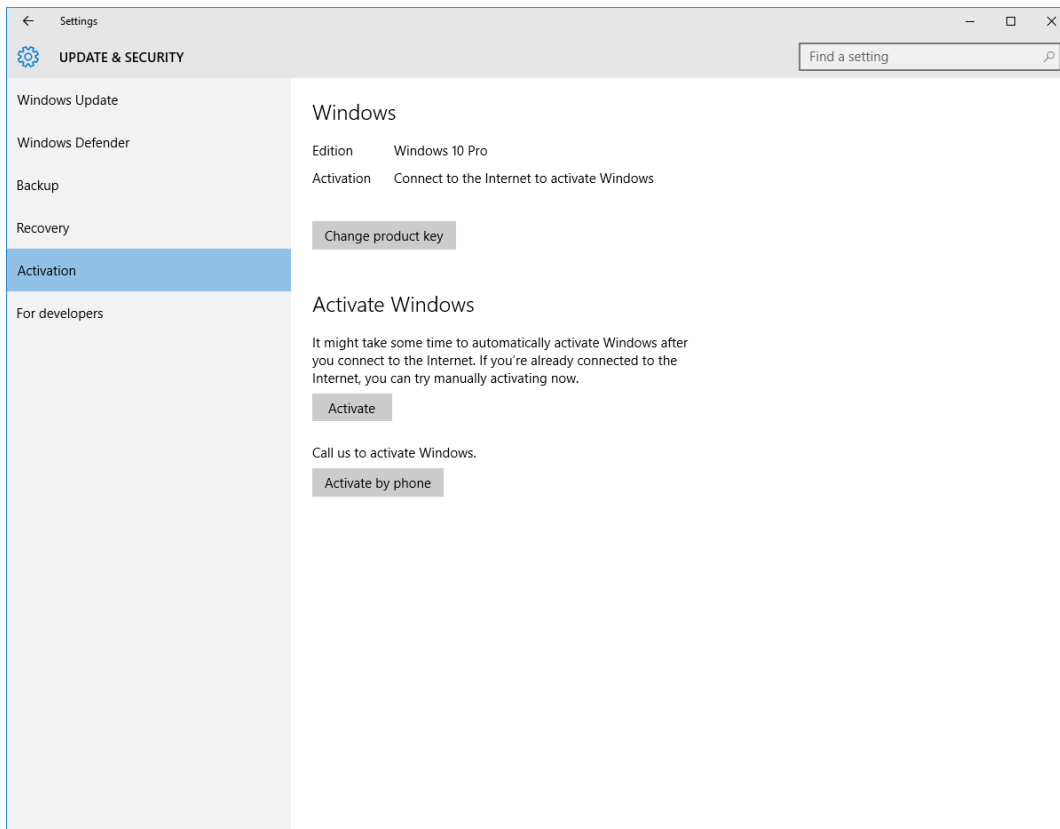 Settings
UPDATE & SECURITY
Find a setting
Windows Update
Windows Defender
Backup
Recovery
Activation
For developers
Windows
Edition Windows 10 Pro
Activation Connect to the Internet to activate Windows
Change product key
Activate Windows
It might take some time to automatically activate Windows after
you connect to the Internet. If you’re already connected to the
Internet, you can try manually activating now.
Activate
Call us to activate Windows.
Activate by phone